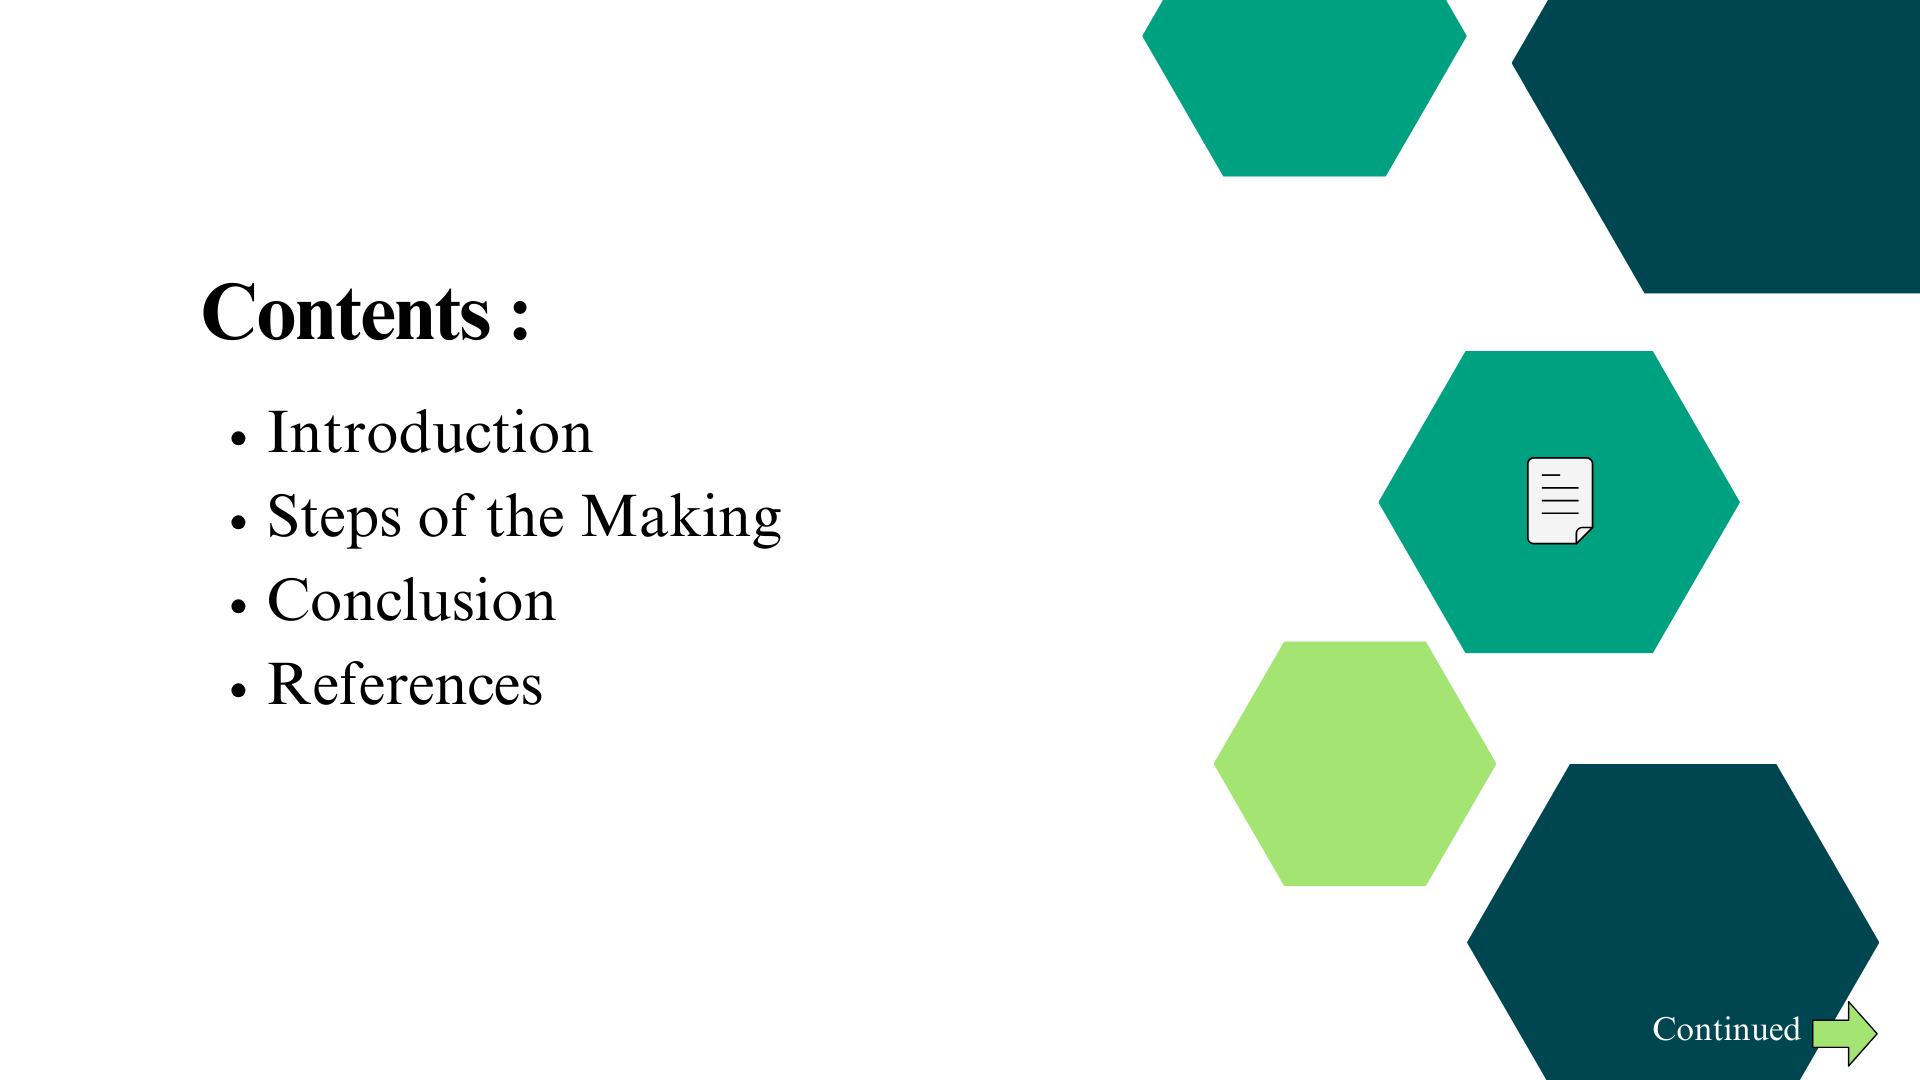 Contents :
• Introduction
• Steps of the Making
• Conclusion
• References
Continued